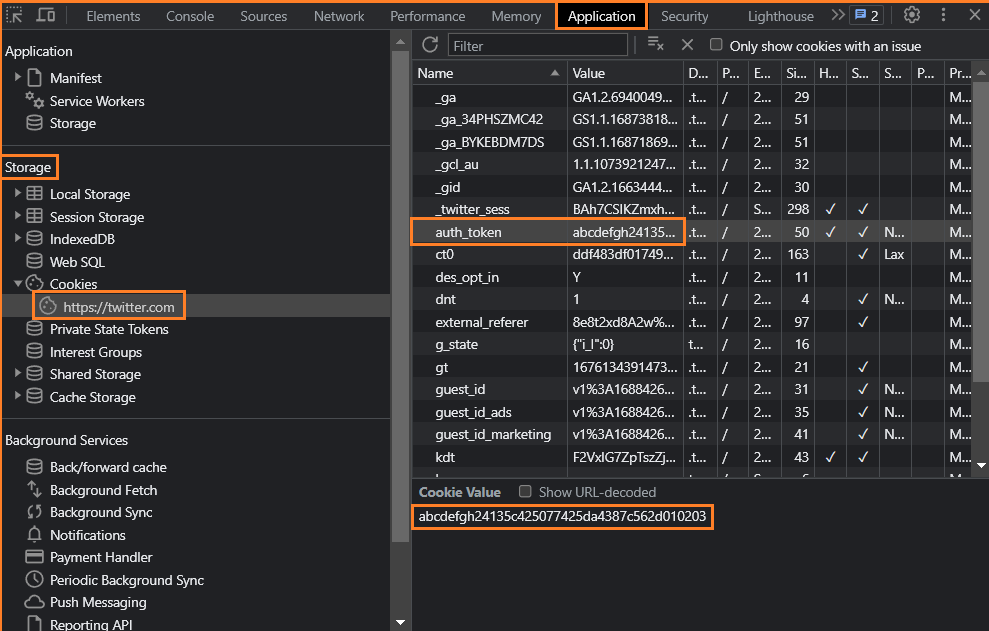 Elements Console Sources Network Performance Memory Application Security Lighthouse 2
Application
Manifest
Service Workers
Storage
Storage
Local Storage
Session Storage
IndexedDB
Web SQL
Cookies
https://twitter.com
Private State Tokens
Interest Groups
Shared Storage
Cache Storage
Background Services
Back/forward cache
Background Fetch
Background Sync
Notifications
Payment Handler
Periodic Background Sync
Push Messaging
Reporting API
Filter Only show cookies with an issue
Name Value D... P... E... Si... H... S... S... P... Pr...
_ga GA1.2.6940049... .t... / 2... 29 M...
_ga_34PHSZMC42 GS1.1.16873818... .t... / 2... 51 M...
_ga_BYKEBDM7DS GS1.1.16871869... .t... / 2... 51 M...
_gcl_au 1.1.1073921247... .t... / 2... 32 M...
_gid GA1.2.1663444... .t... / 2... 30 M...
_twitter_sess BAh7CSIKZmxh... .t... / S... 298 ✓ ✓ M...
auth_token abcdefgh24135... .t... / 2... 50 ✓ ✓ N... M...
ct0 ddf483df01749... .t... / 2... 163 ✓ Lax M...
des_opt_in Y .t... / 2... 11 M...
dnt 1 .t... / 2... 4 ✓ N... M...
external_referer 8e8t2xd8A2w%... .t... / 2... 97 ✓ M...
g_state {"i_l":0} t... / 2... 16 M...
gt 1676134391473... .t... / 2... 21 ✓ M...
guest_id v1%3A1688426... .t... / 2... 31 ✓ N... M...
guest_id_ads v1%3A1688426... .t... / 2... 35 ✓ N... M...
guest_id_marketing v1%3A1688426... .t... / 2... 41 ✓ N... M...
kdt F2VxIG7ZpTszZj... .t... / 2... 43 ✓ ✓ M...
Cookie Value Show URL-decoded
abcdefgh24135c425077425da4387c562d010203